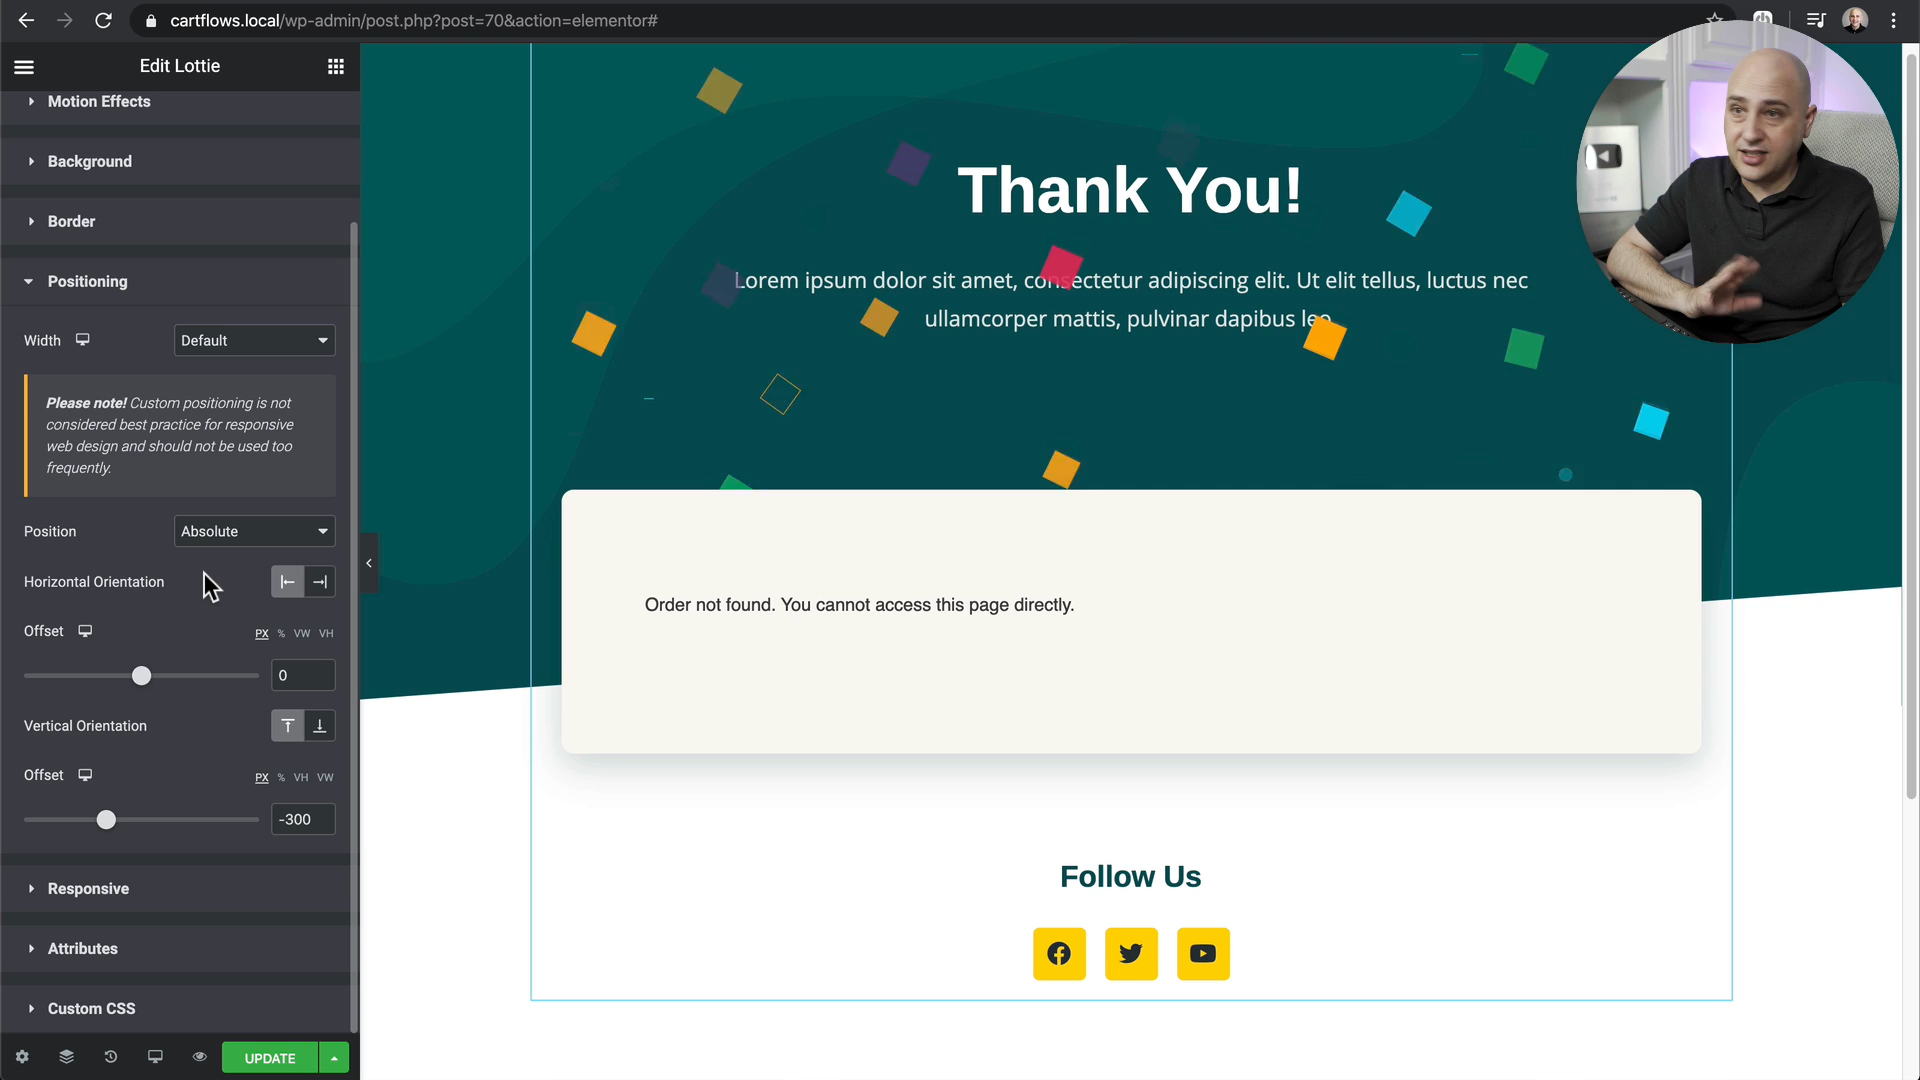 cartflows.local/wp-admin/post.php?post=70&action=elementor#
Edit Lottie
Motion Effects
Background
Border
Positioning
Width
Default
Please note! Custom positioning is not
considered best practice for responsive
web design and should not be used too
frequently.
Position
Absolute
Horizontal Orientation
Offset
PX % VW VH
0
Vertical Orientation
Offset
PX % VH VW
-300
Responsive
Attributes
Custom CSS
UPDATE
Thank You!
Lorem ipsum dolor sit amet, consectetur adipiscing elit. Ut elit tellus, luctus nec
ullamcorper mattis, pulvinar dapibus leo.
Order not found. You cannot access this page directly.
Follow Us